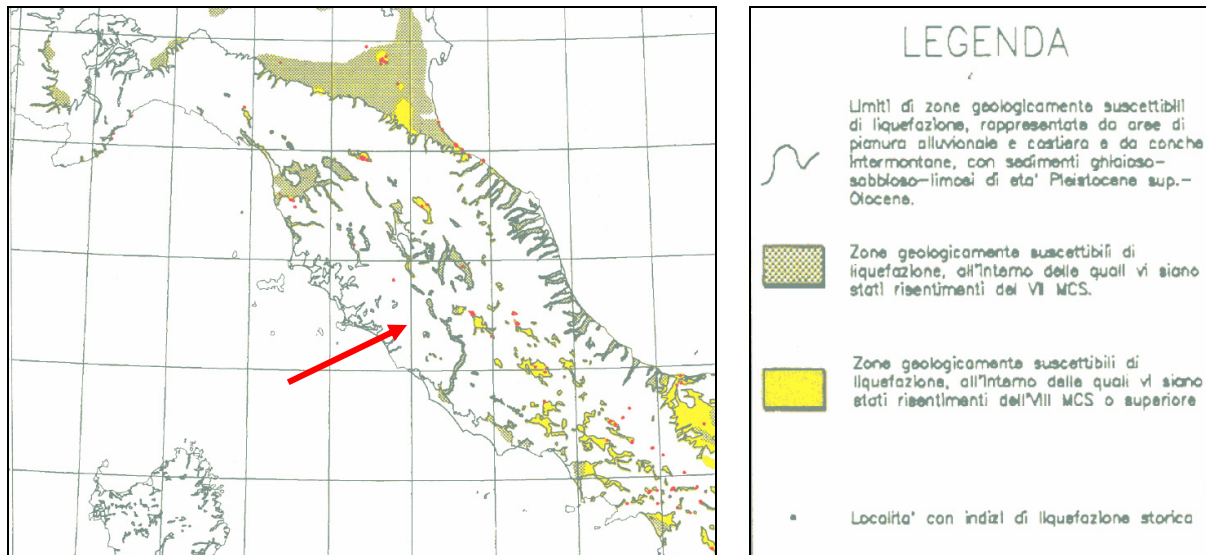 LEGENDA
Limiti di zone geologicamente suscettibili
di liquefazione, rappresentate da aree di
pianura alluvionale e costiera e da conche
intermontane, con sedimenti ghiaioso-
sabbioso-limosi di eta' Pleistocene sup.-
Olocene.
Zone geologicamente suscettibili di
liquefazione, all'interno delle quali vi siano
stati risentimenti del VII MCS.
Zone geologicamente suscettibili di
liquefazione, all'interno delle quali vi siano
stati risentimenti dell'VIII MCS o superiore
Localita' con indizi di liquefazione storica